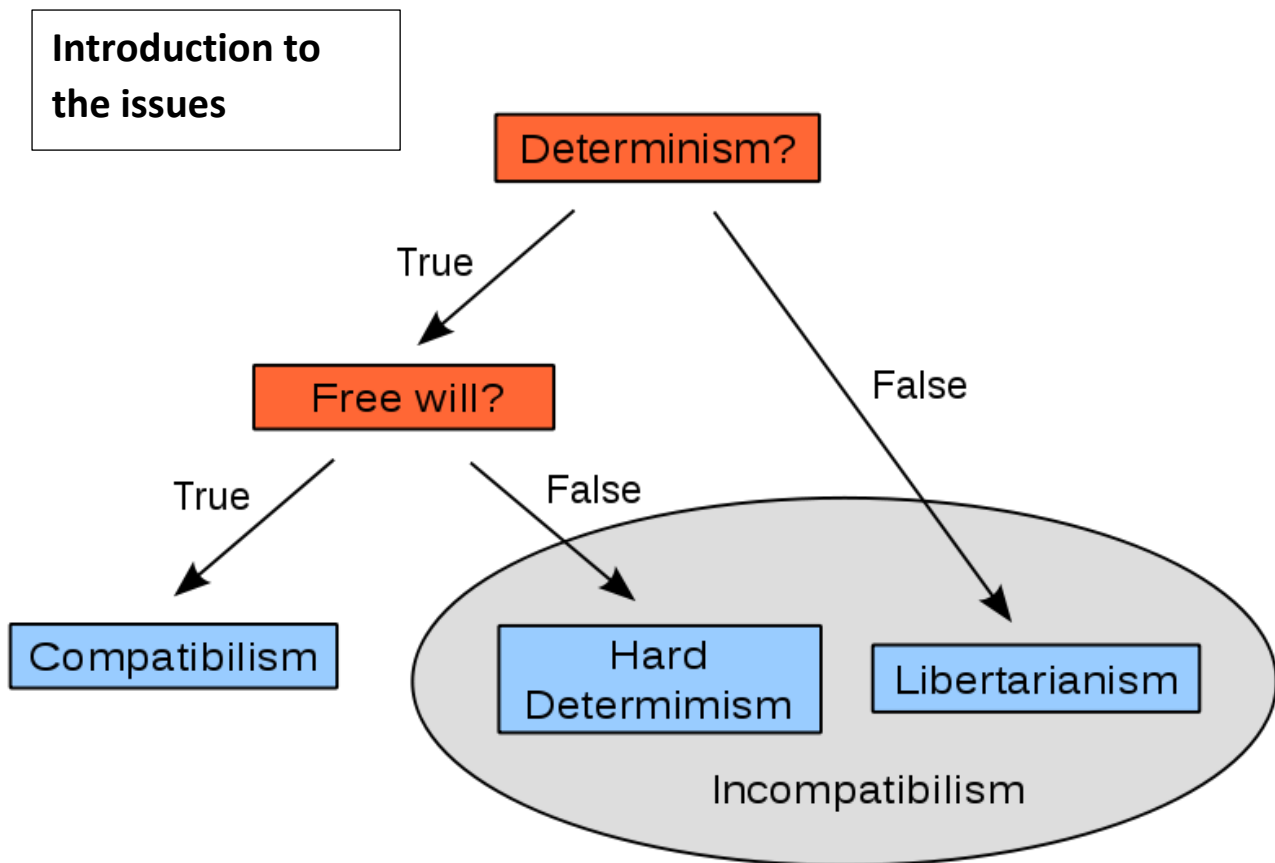 Introduction to
the issues
Determinism?
True
False
Free will?
True
False
Compatibilism
Hard
Determimism
Libertarianism
Incompatibilism